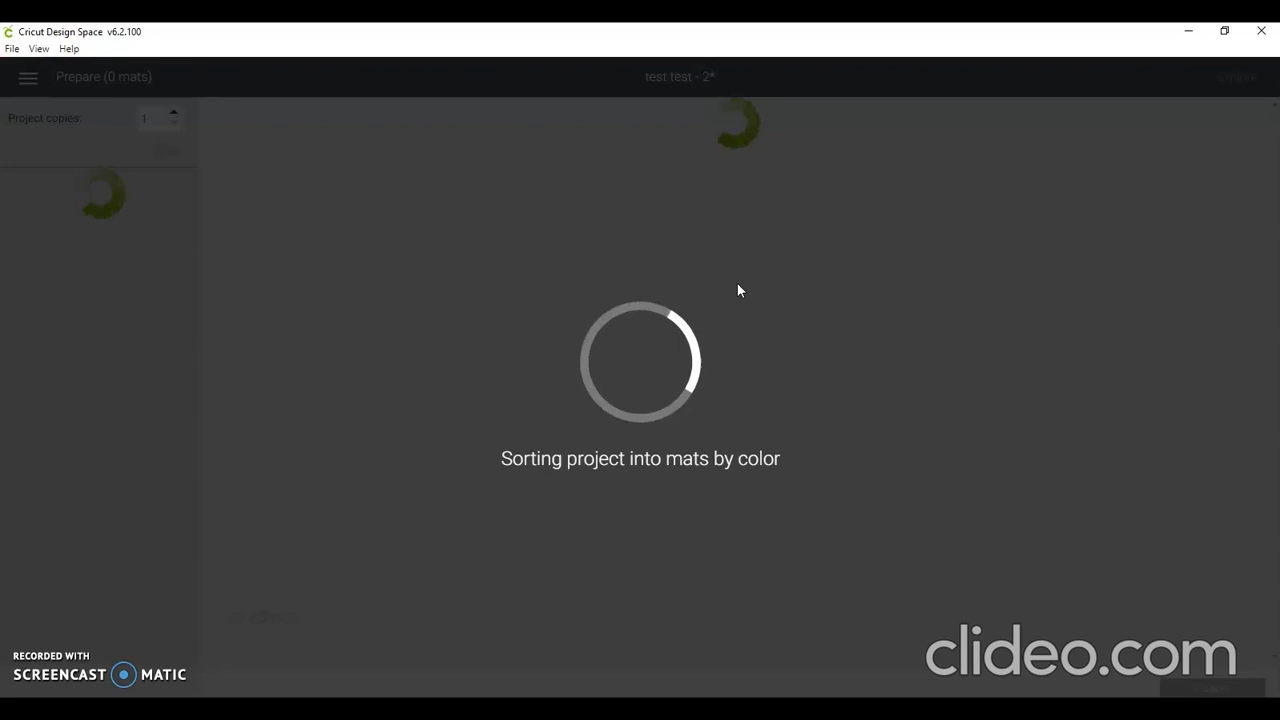 Cricut Design Space v6.2.100
File View Help
Prepare (0 mats)
test test - 2*
Project copies: 1
Sorting project into mats by color
RECORDED WITH
SCREENCAST MATIC
clideo.com